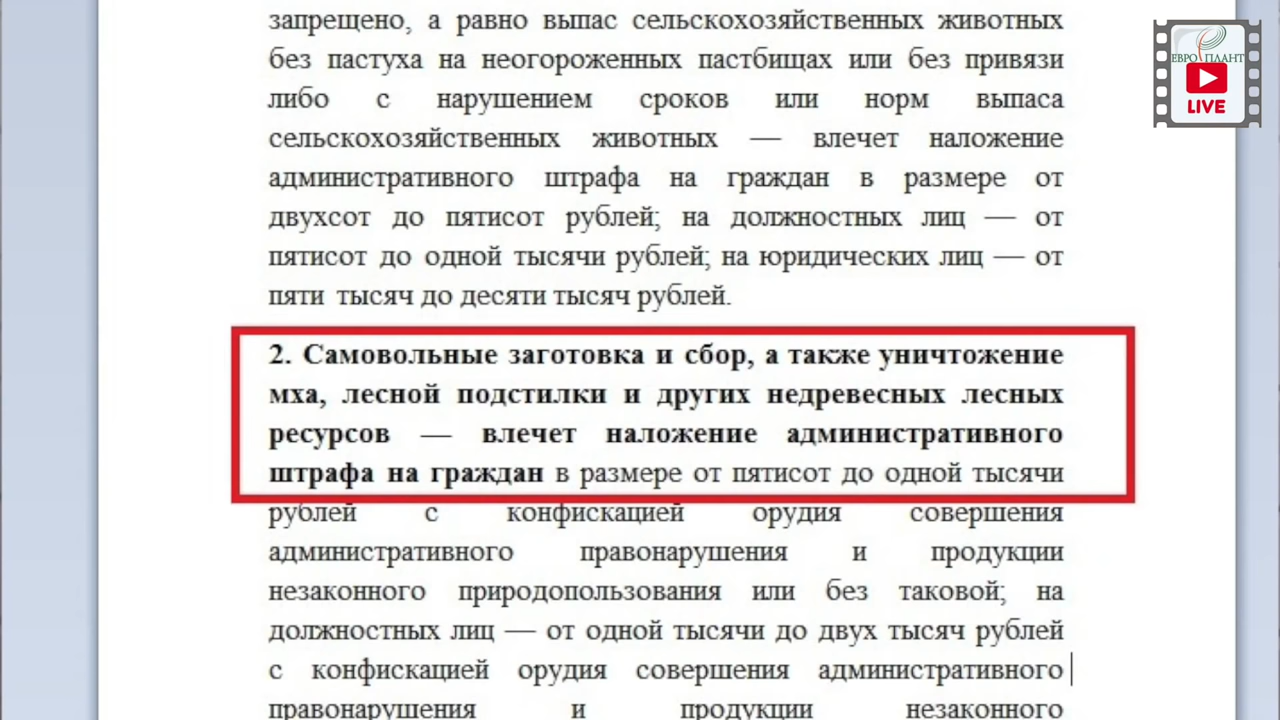 запрещено, а равно выпас сельскохозяйственных животных
без пастуха на неогороженных пастбищах или без привязи
либо с нарушением сроков или норм выпаса
сельскохозяйственных животных — влечет наложение
административного штрафа на граждан в размере от
двухсот до пятисот рублей; на должностных лиц — от
пятисот до одной тысячи рублей; на юридических лиц — от
пяти тысяч до десяти тысяч рублей.
2. Самовольные заготовка и сбор, а также уничтожение
мха, лесной подстилки и других недревесных лесных
ресурсов — влечет наложение административного
штрафа на граждан в размере от пятисот до одной тысячи
рублей с конфискацией орудия совершения
административного правонарушения и продукции
незаконного природопользования или без таковой; на
должностных лиц — от одной тысячи до двух тысяч рублей
с конфискацией орудия совершения административного
правонарушения и продукции незаконного
ЕВРО ПЛАНТ
LIVE